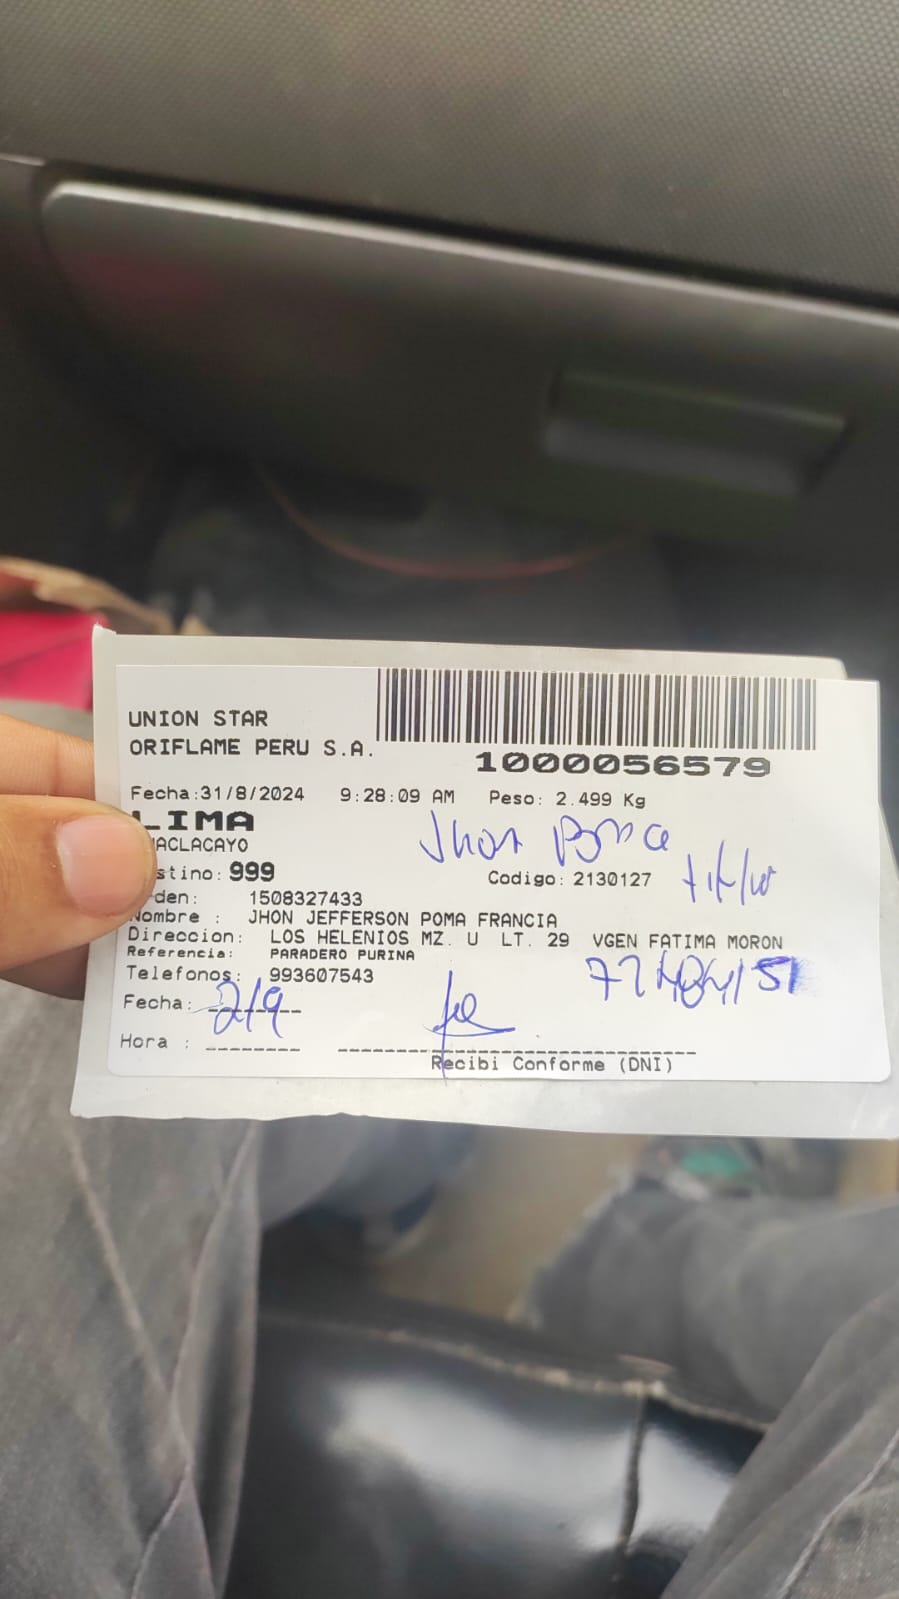 UNION STAR
ORIFLAME PERU S.A.
1000056579
Fecha:31/8/2024 9:28:09 AM Peso: 2.499 Kg
LIMA
Jhon Poma
ACLACAYO
stino: 999 Codigo: 2130127
den: 1508327433
Nombre : JHON JEFFERSON POMA FRANCIA
Direccion: LOS HELENIOS MZ. U LT. 29 VGEN FATIMA MORON
Referencia: PARADERO PURINA
Telefonos: 993607543
Fecha: 2/9
Hora :
Recibi Conforme (DNI)